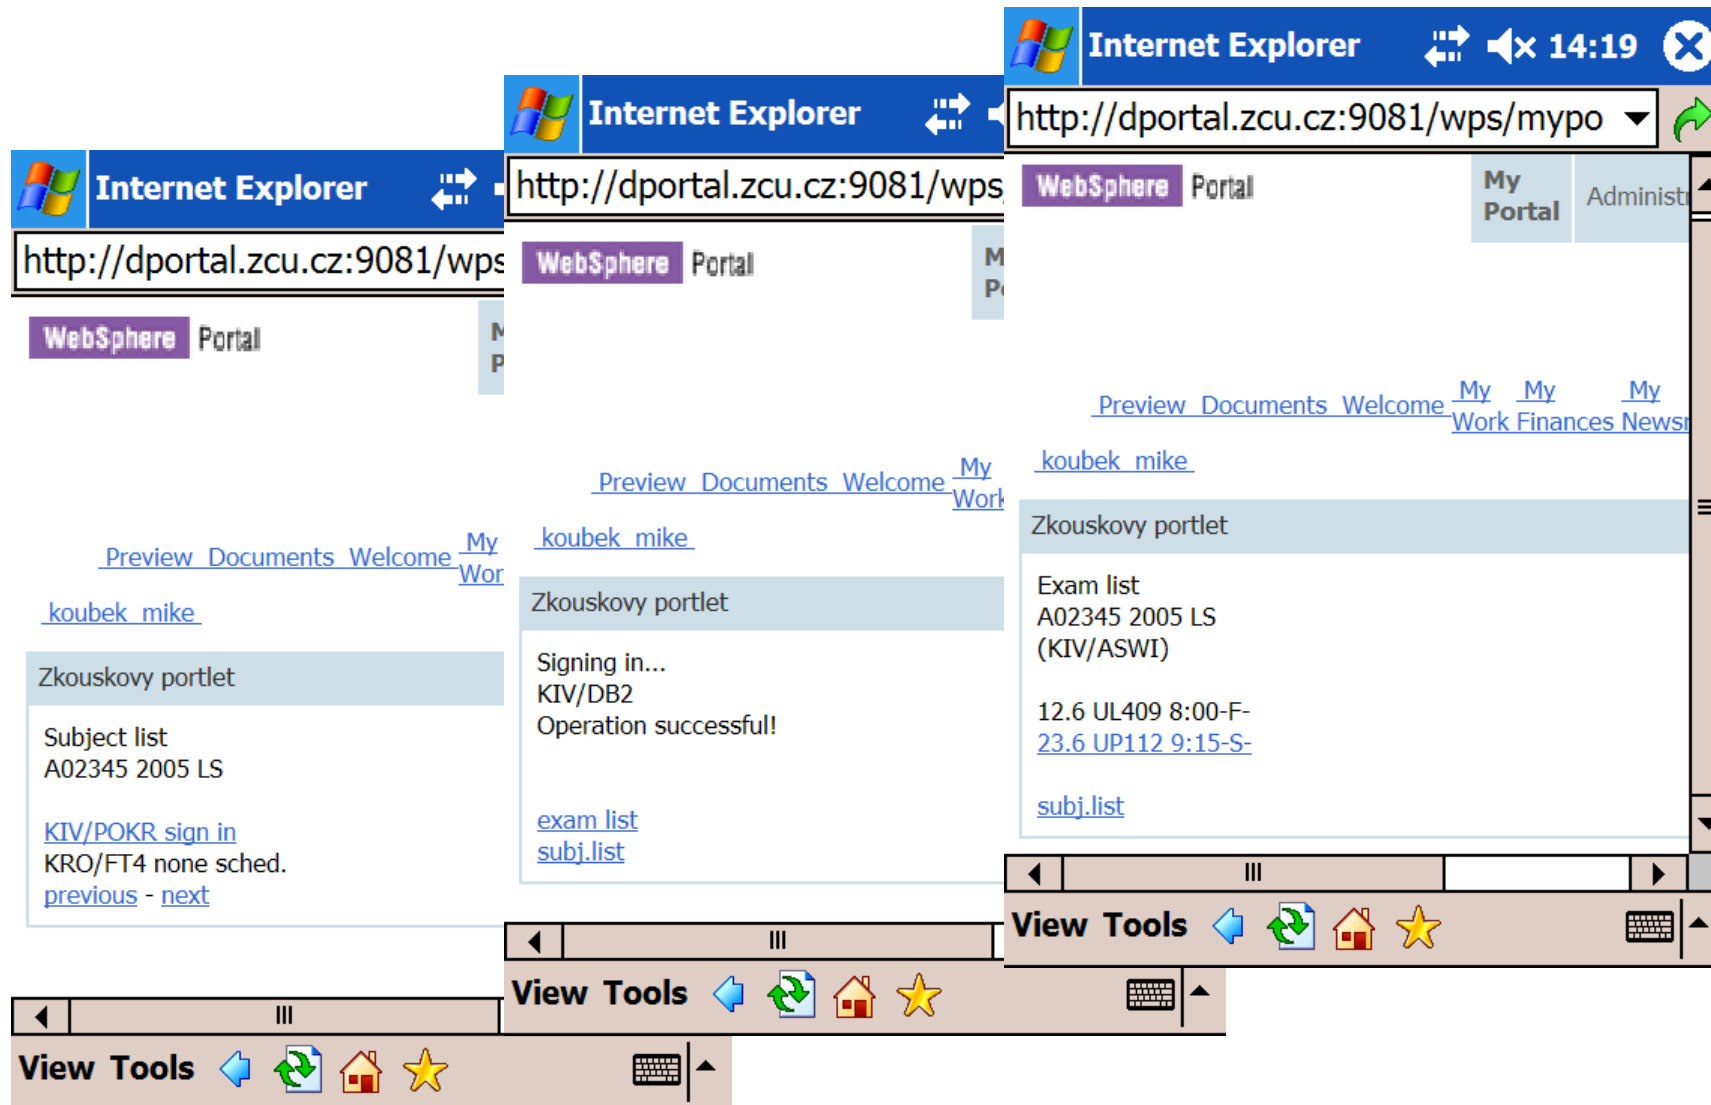 Internet Explorer
http://dportal.zcu.cz:9081/wps
WebSphere Portal
Preview Documents Welcome My
koubek mike
Zkouskovy portlet
Subject list
A02345 2005 LS
KIV/POKR sign in
KRO/FT4 none sched.
previous - next
View Tools
Internet Explorer
http://dportal.zcu.cz:9081/wps
WebSphere Portal
Preview Documents Welcome My
Work
koubek mike
Zkouskovy portlet
Signing in...
KIV/DB2
Operation successful!
exam list
subj.list
View Tools
Internet Explorer 14:19
http://dportal.zcu.cz:9081/wps/mypo
WebSphere Portal
My
Portal
Preview Documents Welcome My My My
Work Finances
koubek mike
Zkouskovy portlet
Exam list
A02345 2005 LS
(KIV/ASWI)
12.6 UL409 8:00-F-
23.6 UP112 9:15-S-
subj.list
View Tools